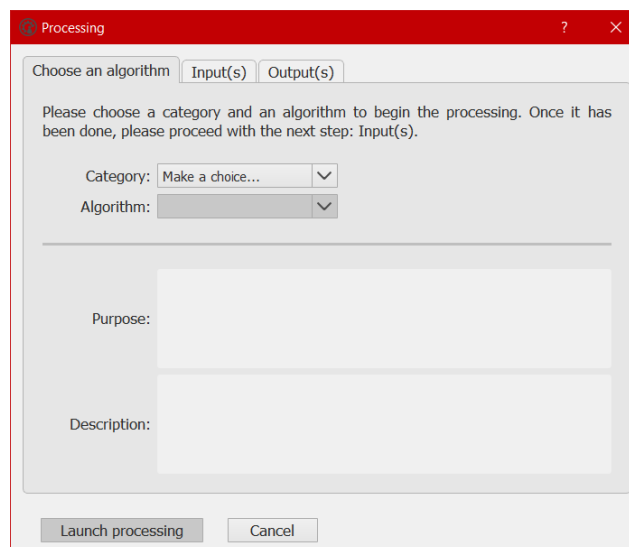 Processing
Choose an algorithm Input(s) Output(s)
Please choose a category and an algorithm to begin the processing. Once it has
been done, please proceed with the next step: Input(s).
Category: Make a choice...
Algorithm:
Purpose:
Description:
Launch processing Cancel